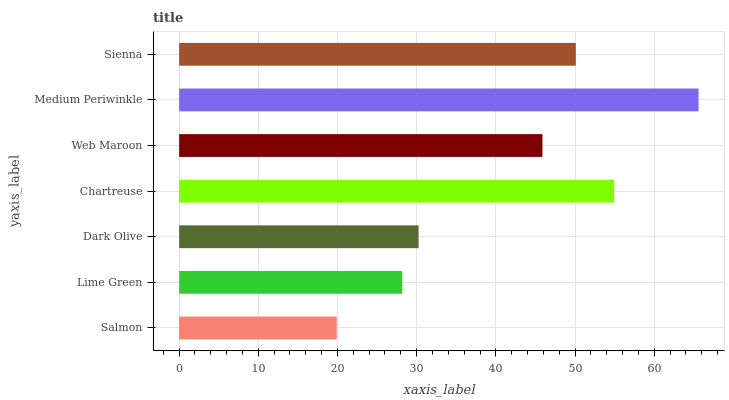 title
Sienna
Medium Periwinkle
Web Maroon
Chartreuse
Dark Olive
Lime Green
Salmon
yaxis_label
0 10 20 30 40 50 60
xaxis_label